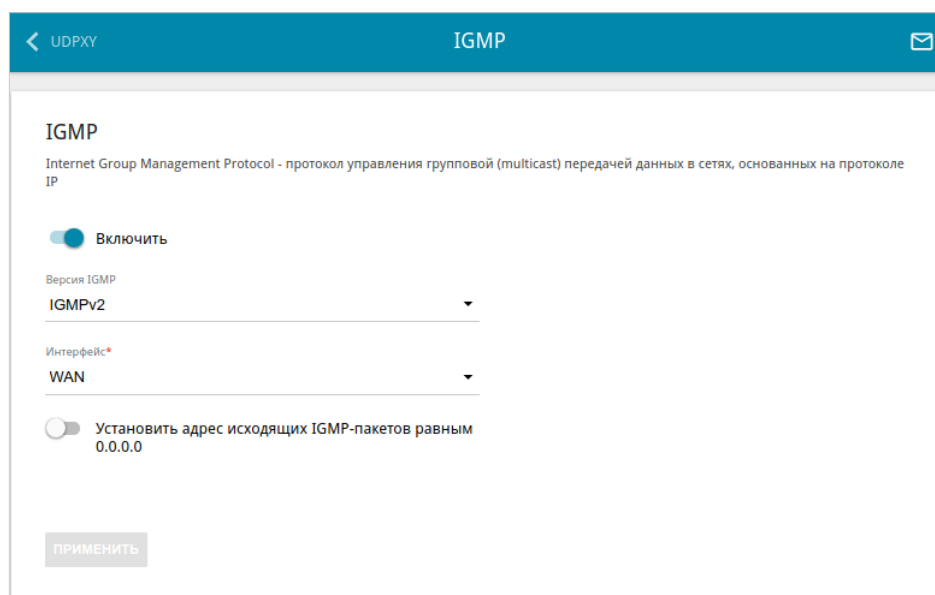 UDPXY
IGMP
IGMP
Internet Group Management Protocol - протокол управления групповой (multicast) передачей данных в сетях, основанных на протоколе
IP
Включить
Версия IGMP
IGMPv2
Интерфейс*
WAN
Установить адрес исходящих IGMP-пакетов равным
0.0.0.0
ПРИМЕНИТЬ